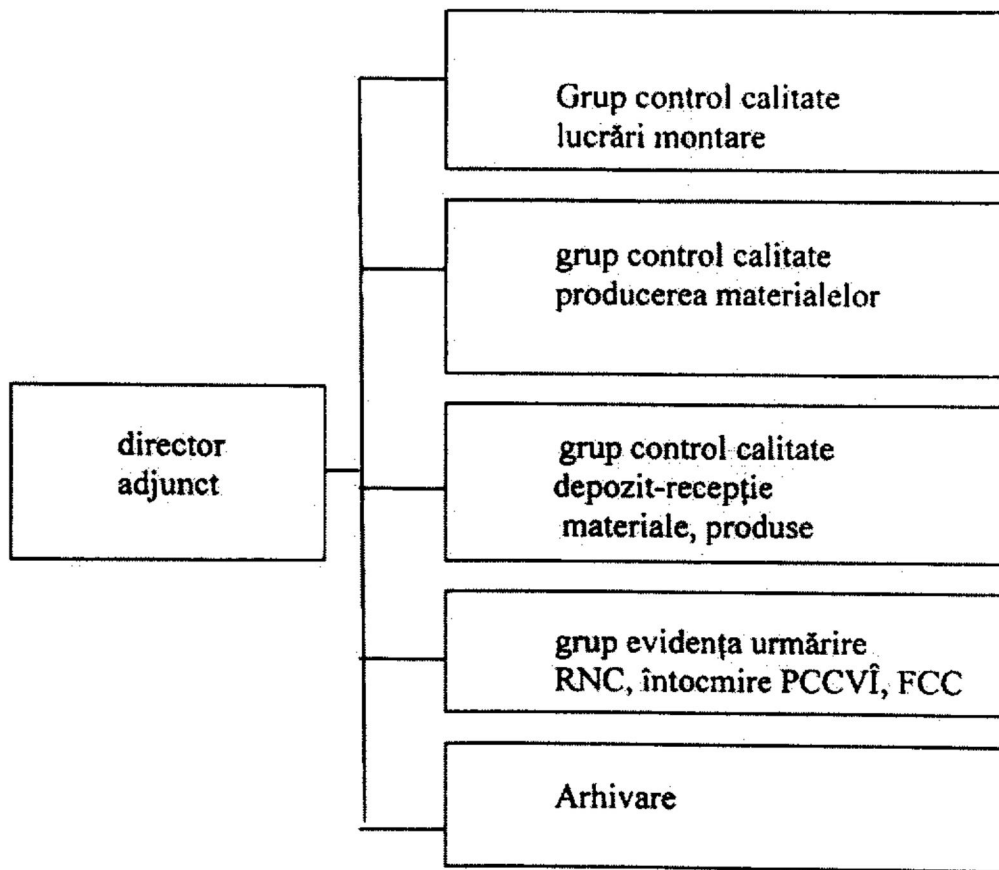 Grup control calitate
lucrări montare
grup control calitate
producerea materialelor
director
adjunct
grup control calitate
depozit-recepţie
materiale, produse
grup evidenţa urmărire
RNC, întocmire PCCVÎ, FCC
Arhivare